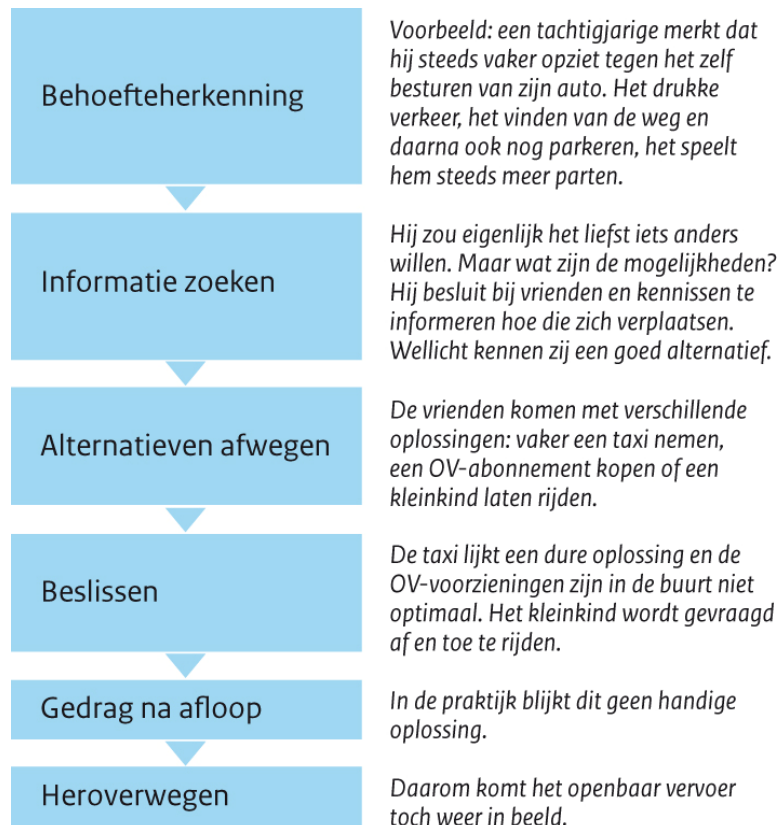 Behoefteherkenning
Voorbeeld: een tachtigjarige merkt dat
hij steeds vaker opziet tegen het zelf
besturen van zijn auto. Het drukke
verkeer, het vinden van de weg en
daarna ook nog parkeren, het speelt
hem steeds meer parten.
Informatie zoeken
Hij zou eigenlijk het liefst iets anders
willen. Maar wat zijn de mogelijkheden?
Hij besluit bij vrienden en kennissen te
informeren hoe die zich verplaatsen.
Wellicht kennen zij een goed alternatief.
Alternatieven afwegen
De vrienden komen met verschillende
oplossingen: vaker een taxi nemen,
een OV-abonnement kopen of een
kleinkind laten rijden.
Beslissen
De taxi lijkt een dure oplossing en de
OV-voorzieningen zijn in de buurt niet
optimaal. Het kleinkind wordt gevraagd
af en toe te rijden.
Gedrag na afloop
In de praktijk blijkt dit geen handige
oplossing.
Heroverwegen
Daarom komt het openbaar vervoer
toch weer in beeld.